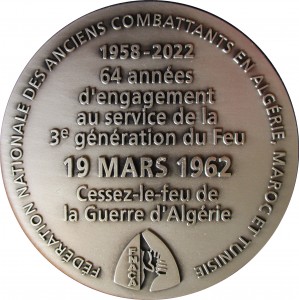 FÉDÉRATION NATIONALE DES ANCIENS COMBATTANTS EN ALGÉRIE, MAROC ET TUNISIE
1958-2022
64 années
d'engagement
au service de la
3e génération du Feu
19 MARS 1962
Cessez-le-feu de
la Guerre d'Algérie
FNACA